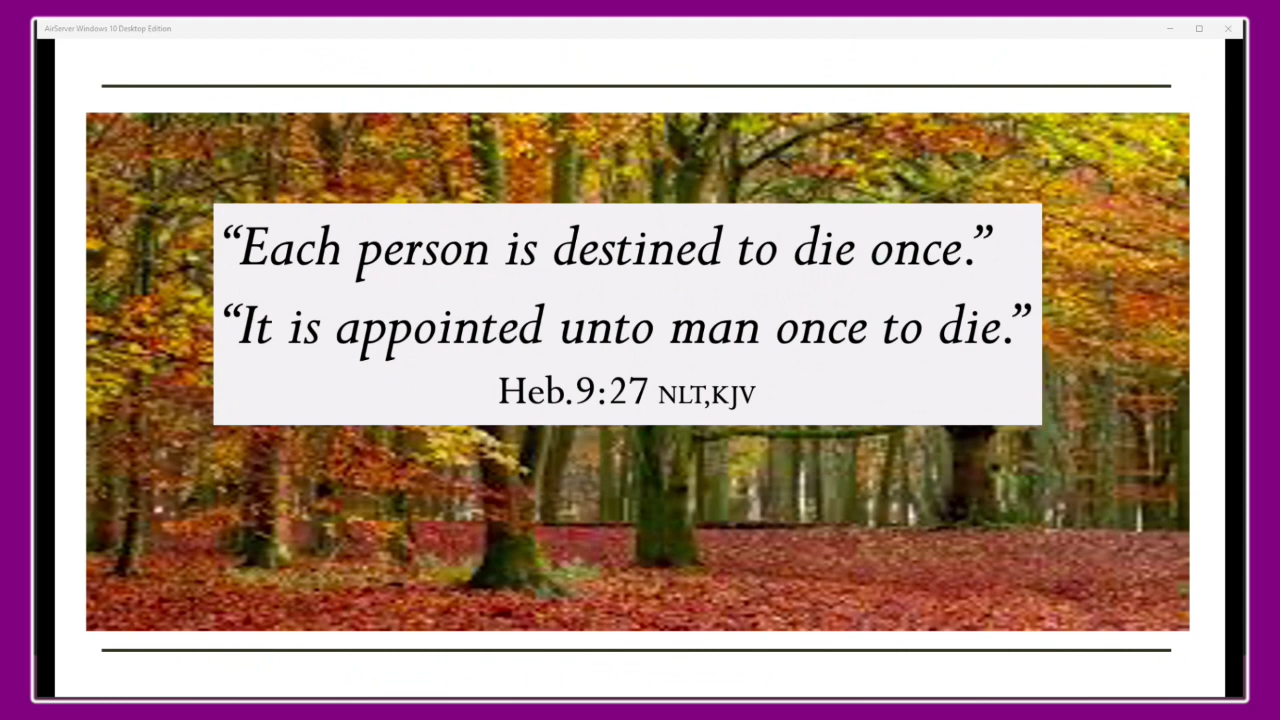 AirServer Windows 10 Desktop Edition
“Each person is destined to die once.”
“It is appointed unto man once to die.”
Heb.9:27 NLT,KJV